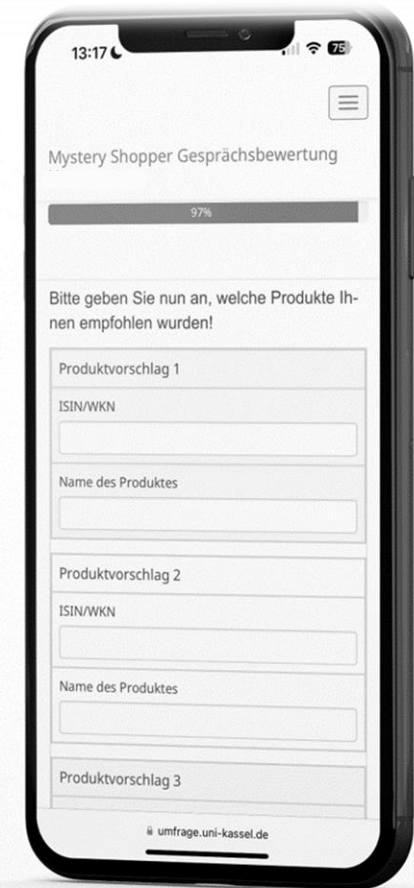 13:17
75
Mystery Shopper Gesprächsbewertung
97%
Bitte geben Sie nun an, welche Produkte Ih-
nen empfohlen wurden!
Produktvorschlag 1
ISIN/WKN
Name des Produktes
Produktvorschlag 2
ISIN/WKN
Name des Produktes
Produktvorschlag 3
umfrage.uni-kassel.de